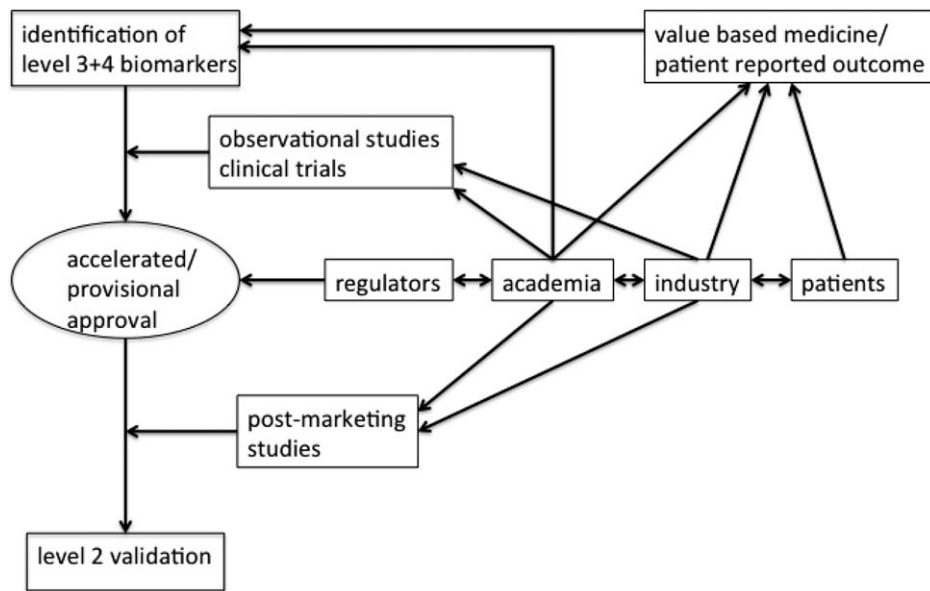 identification of
level 3+4 biomarkers
value based medicine/
patient reported outcome
observational studies
clinical trials
accelerated/
provisional
approval
regulators
academia
industry
patients
post-marketing
studies
level 2 validation